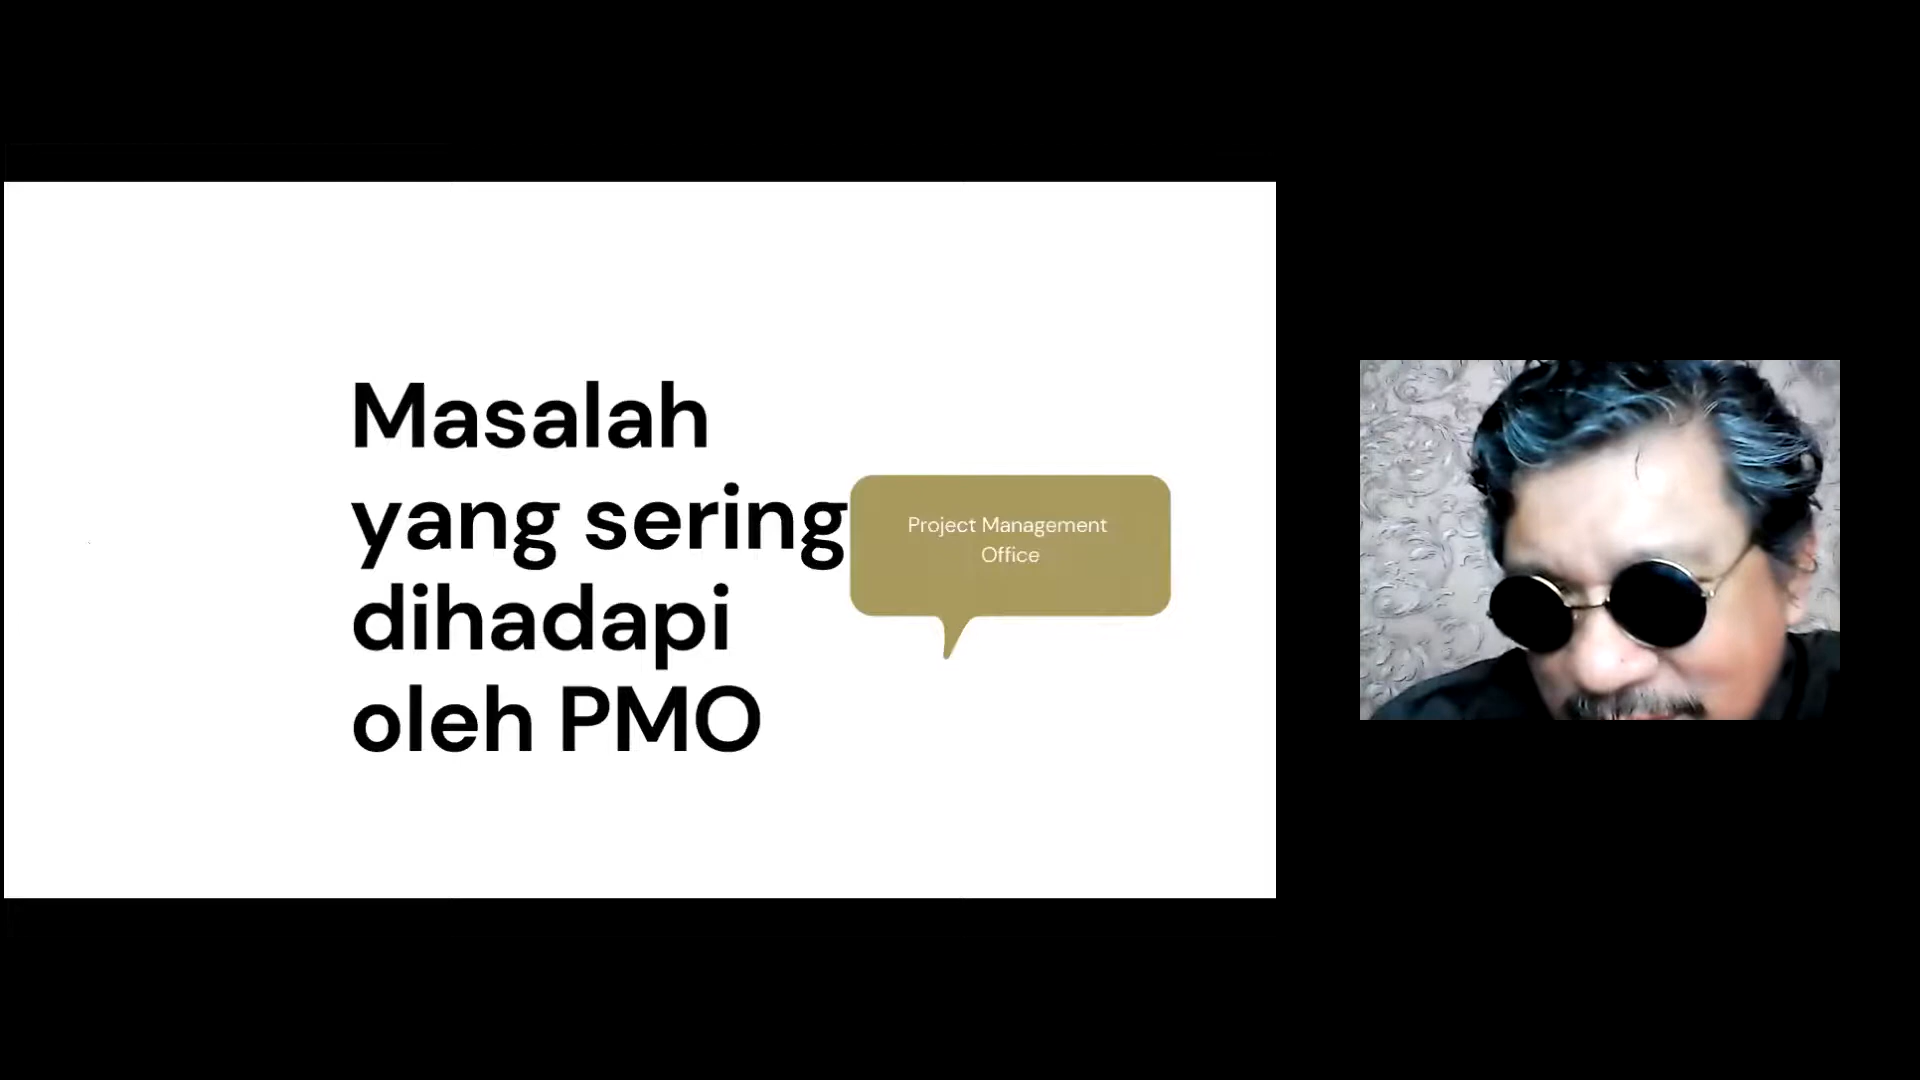 Masalah
yang sering
dihadapi
oleh PMO
Project Management
Office